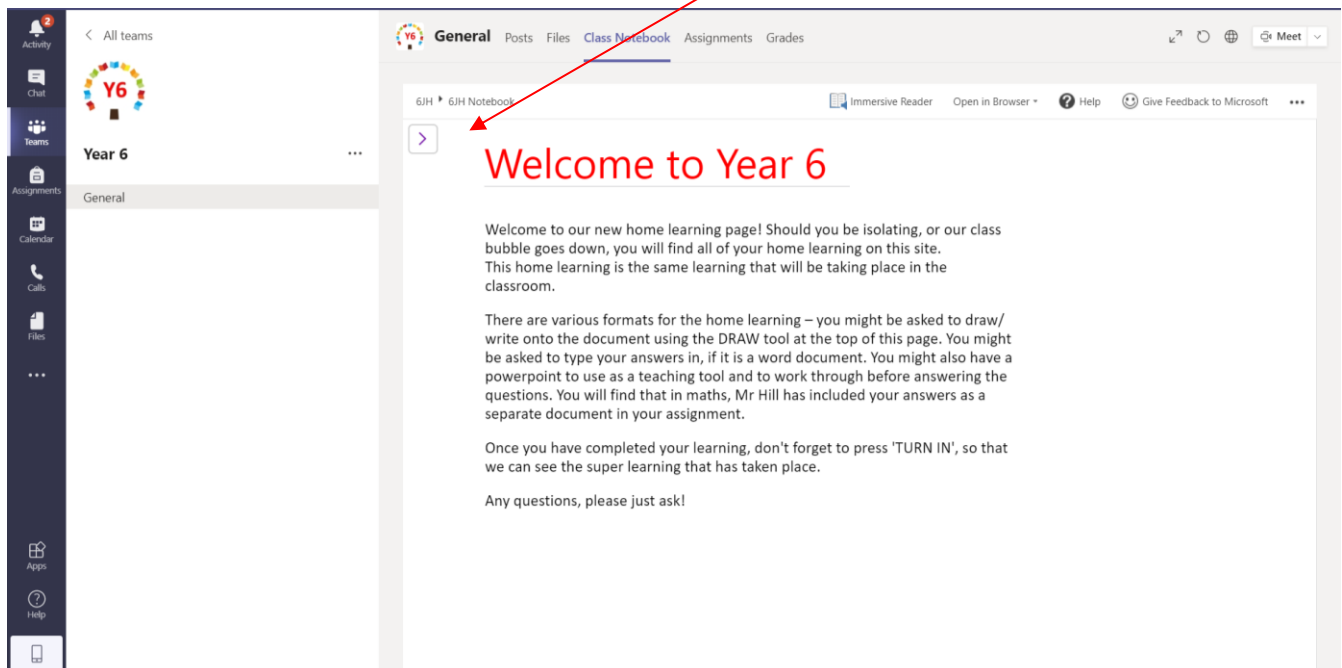 2
Activity
Chat
Teams
Assignments
Calendar
Calls
Files
Apps
Help
All teams
Y6
Year 6
General
Y6 General Posts Files Class Notebook Assignments Grades
Meet
6JH 6JH Notebook
Immersive Reader Open in Browser Help Give Feedback to Microsoft
Welcome to Year 6
Welcome to our new home learning page! Should you be isolating, or our class
bubble goes down, you will find all of your home learning on this site.
This home learning is the same learning that will be taking place in the
classroom.
There are various formats for the home learning – you might be asked to draw/
write onto the document using the DRAW tool at the top of this page. You might
be asked to type your answers in, if it is a word document. You might also have a
powerpoint to use as a teaching tool and to work through before answering the
questions. You will find that in maths, Mr Hill has included your answers as a
separate document in your assignment.
Once you have completed your learning, don't forget to press 'TURN IN', so that
we can see the super learning that has taken place.
Any questions, please just ask!